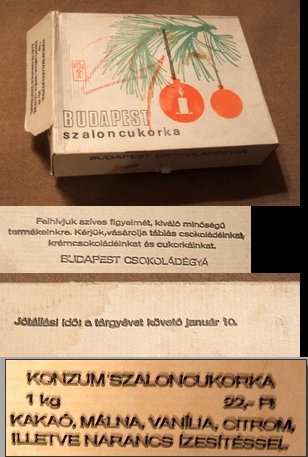 BUDAPEST
szaloncukorka
BUDAPEST CSOKOLÁDÉGYÁR
Felhívjuk szíves figyelmét, kiváló minőségű
termékeinkre. Kérjük, vásárolja táblás csokoládéinkat,
krémcsokoládéinkat és cukorkáinkat.
BUDAPEST CSOKOLÁDÉGYÁ
Jótállási idő: a tárgyévet követő január 10.
KONZUM SZALONCUKORKA
1 kg 22,- Ft
KAKAÓ, MÁLNA, VANÍLIA, CITROM,
ILLETVE NARANCS ÍZESÍTÉSSEL